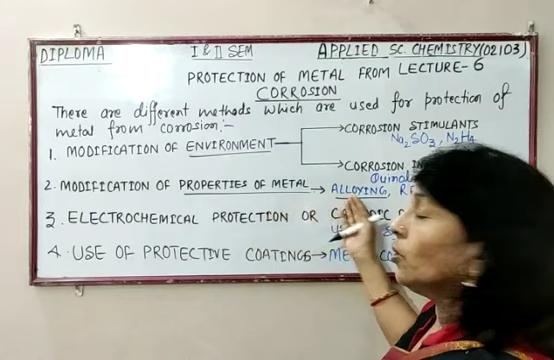 DIPLOMA I & II SEM APPLIED SC. CHEMISTRY(02103)
PROTECTION OF METAL FROM LECTURE-6
CORROSION
There are different methods which are used for protection of
metal from corrosion:-
→CORROSION STIMULANTS
Na2SO3, N2H4
1. MODIFICATION OF ENVIRONMENT
→CORROSION
2. MODIFICATION OF PROPERTIES OF METAL → ALLOYING,
3. ELECTROCHEMICAL PROTECTION OR
4. USE OF PROTECTIVE COATINGS→